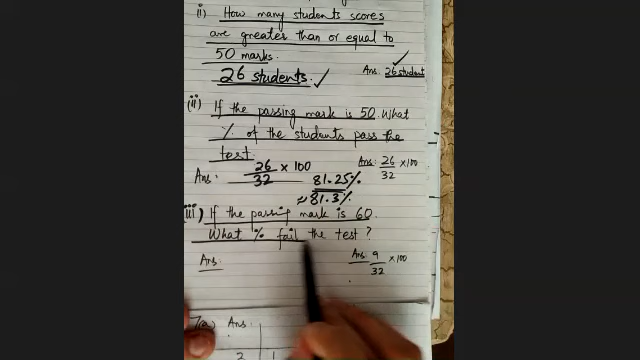 (i) How many students scores
are greater than or equal to
50 marks.
26 students ✓
Ans: 26 student
(ii) If the passing mark is 50. What
% of the students pass the
test.
Ans: 26/32 × 100
81.25%
≈ 81.3%
Ans: 26/32 × 100
(iii) If the passing mark is 60.
What % fail the test?
Ans:
Ans: 9/32 × 100
Ans:
2